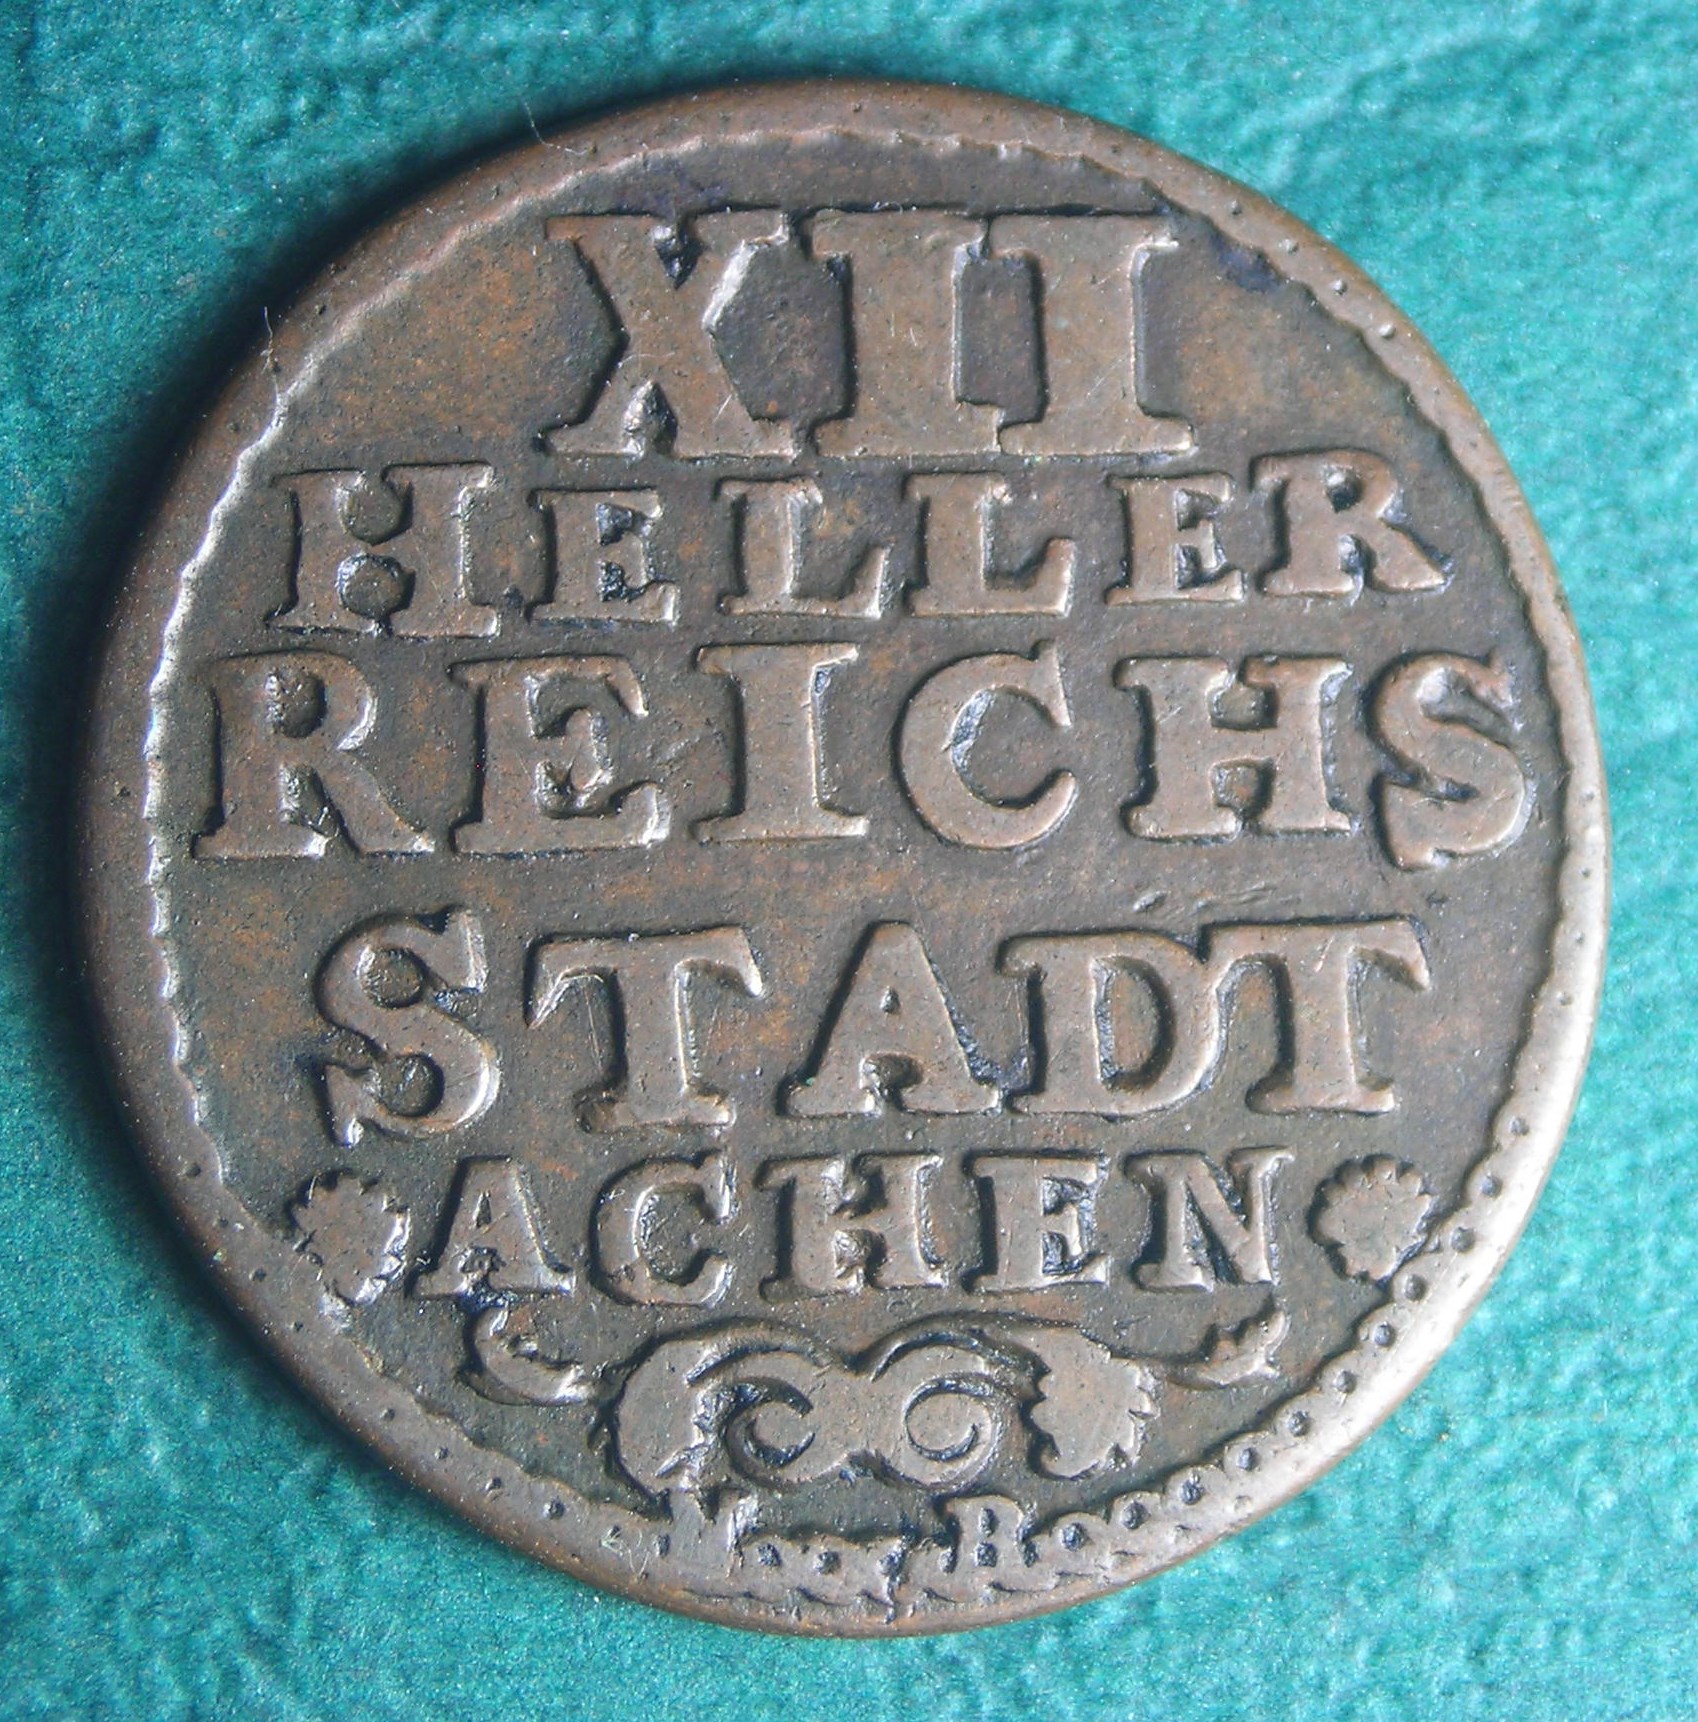 XII
HELLER
REICHS
STADT
ACHEN